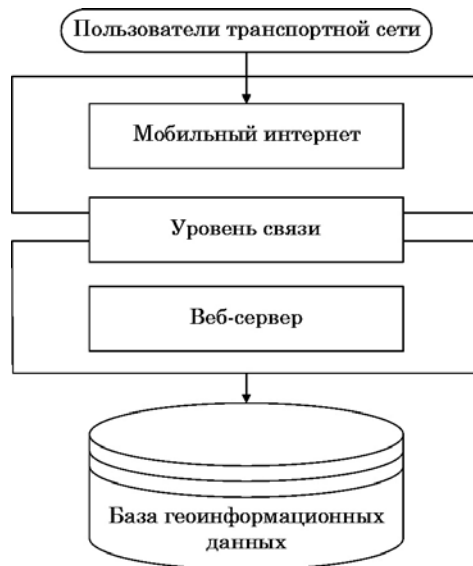 Пользователи транспортной сети
Мобильный интернет
Уровень связи
Веб-сервер
База геоинформационных
данных